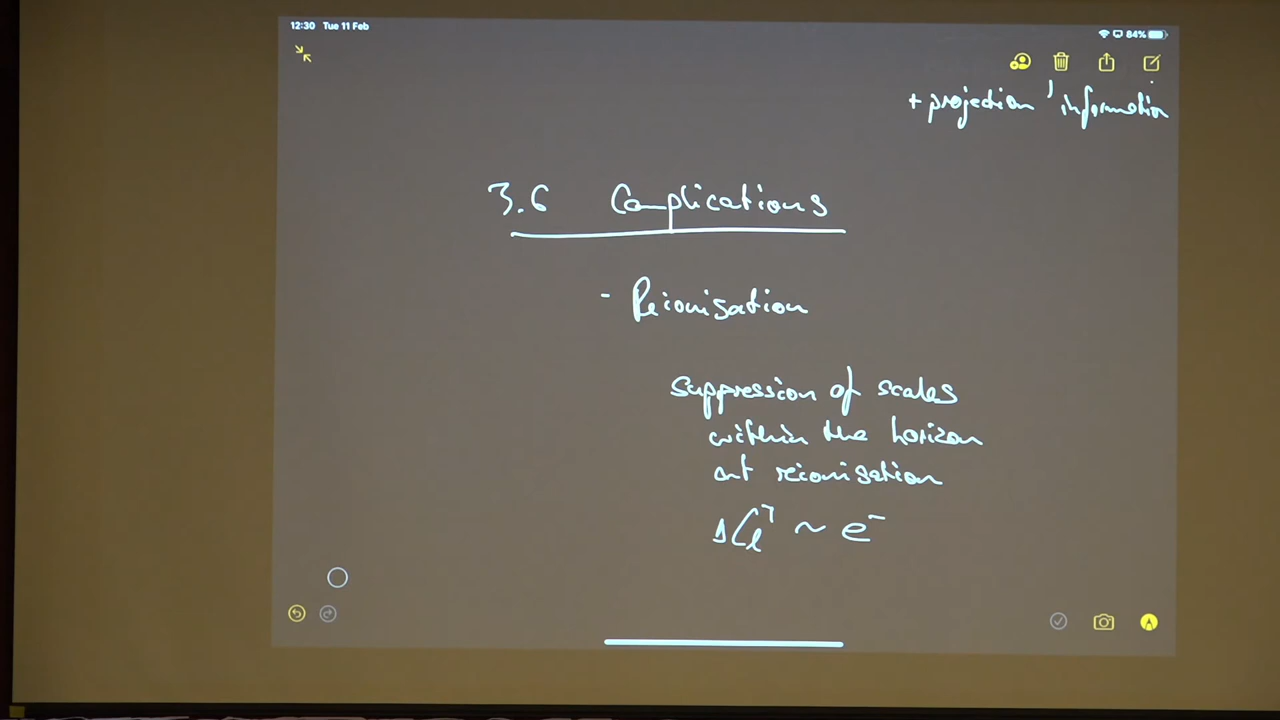 12:30 Tue 11 Feb
84%
+ projection, information
3.6 Complications
- Reionisation
suppression of scales
within the horizon
at reionisation
ΔCℓᵀ ~ e⁻